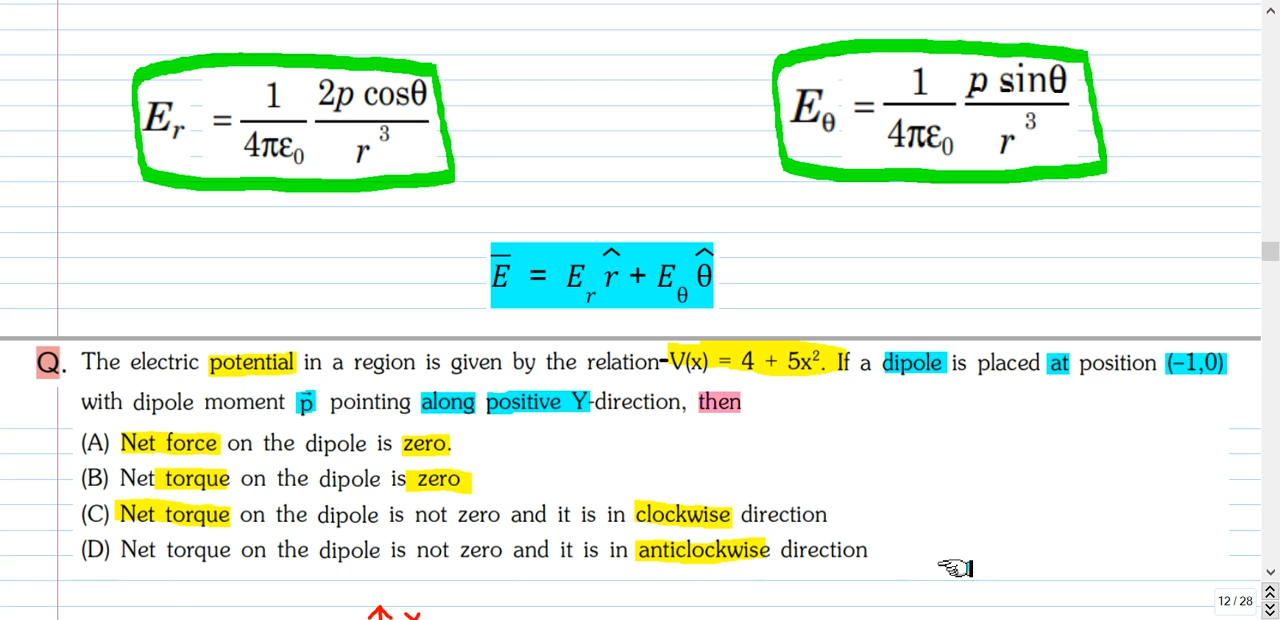 E_r = 1/4πε₀ 2p cosθ/r³
E_θ = 1/4πε₀ p sinθ/r³
E̅ = E_r r̂ + E_θ θ̂
Q. The electric potential in a region is given by the relation-V(x) = 4 + 5x². If a dipole is placed at position (−1,0)
with dipole moment p⃗ pointing along positive Y-direction, then
(A) Net force on the dipole is zero.
(B) Net torque on the dipole is zero
(C) Net torque on the dipole is not zero and it is in clockwise direction
(D) Net torque on the dipole is not zero and it is in anticlockwise direction
12 / 28